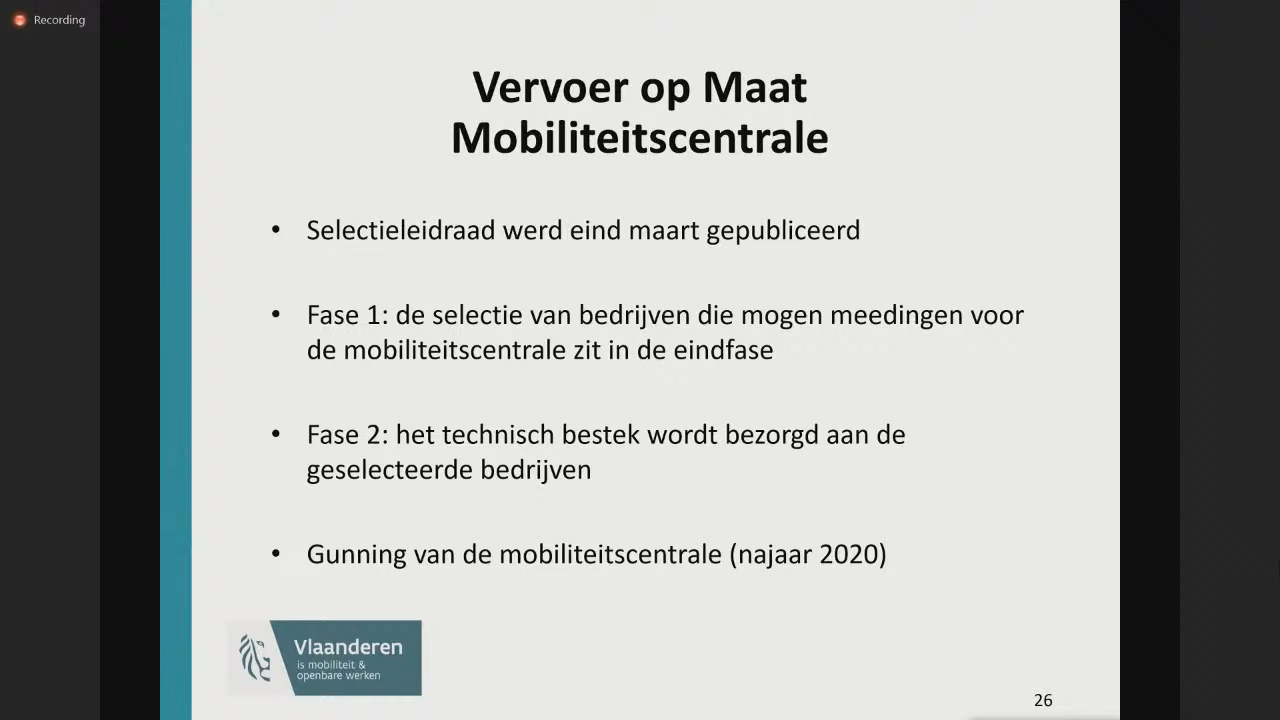 Recording
Vervoer op Maat
Mobiliteitscentrale
• Selectieleidraad werd eind maart gepubliceerd
• Fase 1: de selectie van bedrijven die mogen meedingen voor
de mobiliteitscentrale zit in de eindfase
• Fase 2: het technisch bestek wordt bezorgd aan de
geselecteerde bedrijven
• Gunning van de mobiliteitscentrale (najaar 2020)
Vlaanderen
is mobiliteit &
openbare werken
26